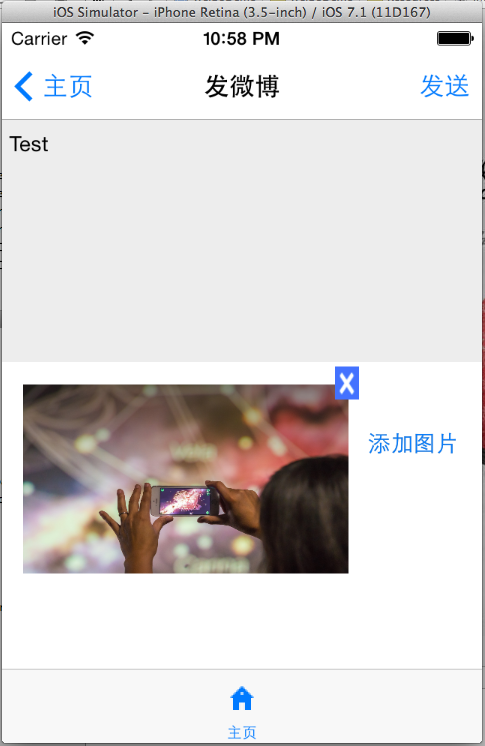 iOS Simulator - iPhone Retina (3.5-inch) / iOS 7.1 (11D167)
Carrier 10:58 PM
主页 发微博 发送
Test
X
添加图片
主页